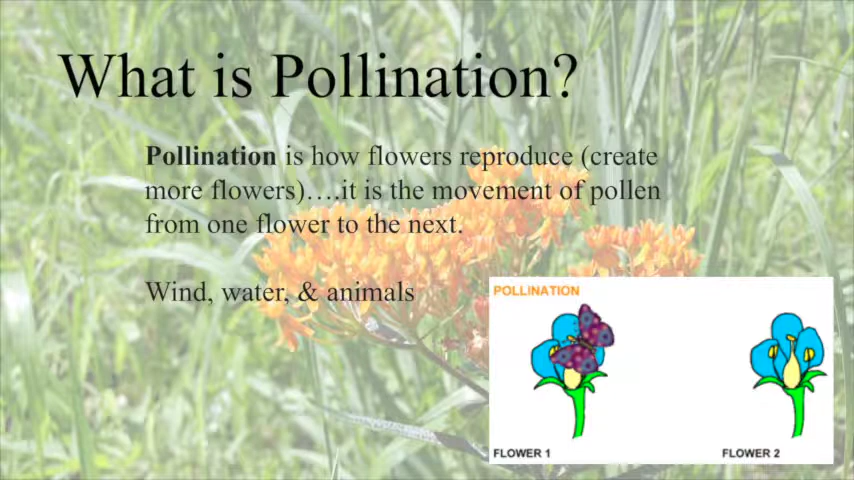 What is Pollination?
Pollination is how flowers reproduce (create
more flowers)….it is the movement of pollen
from one flower to the next.
Wind, water, & animals
POLLINATION
FLOWER 1
FLOWER 2